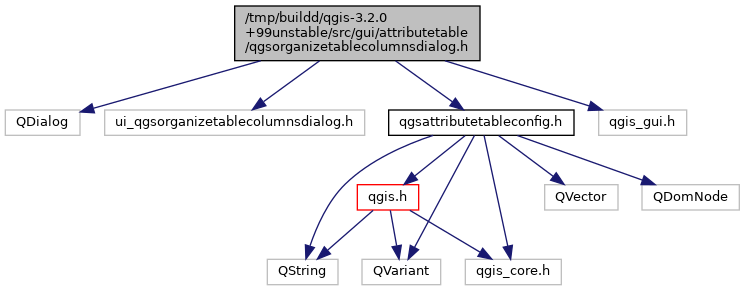 /tmp/buildd/qgis-3.2.0
+99unstable/src/gui/attributetable
/qgsorganizetablecolumnsdialog.h
QDialog
ui_qgsorganizetablecolumnsdialog.h
qgsattributetableconfig.h
qgis_gui.h
qgis.h
QVector
QDomNode
QString
QVariant
qgis_core.h